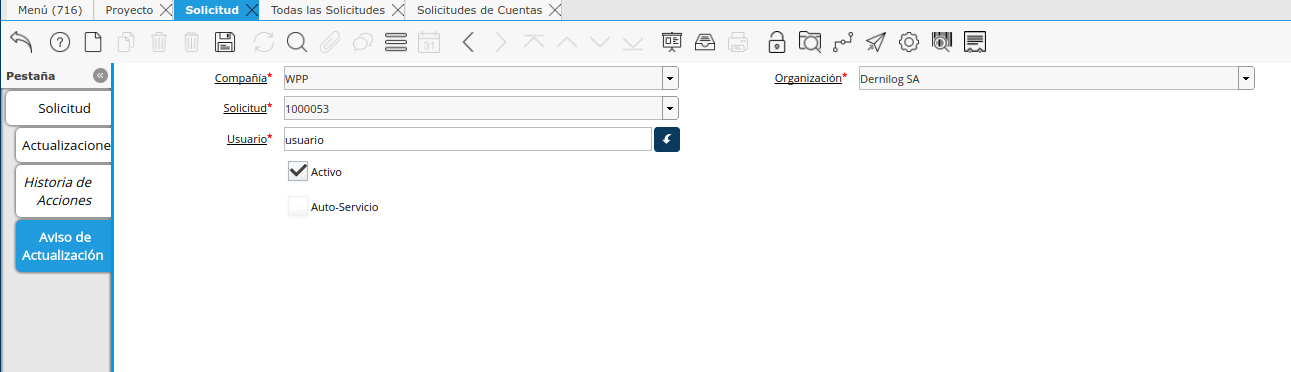 Menú (716) Proyecto Solicitud Todas las Solicitudes Solicitudes de Cuentas
31
Pestaña
Compañía* WPP Organización* Dernilog SA
Solicitud
Solicitud* 1000053
Actualizacione
Usuario* usuario
Historia de
Acciones
Activo
Auto-Servicio
Aviso de
Actualización